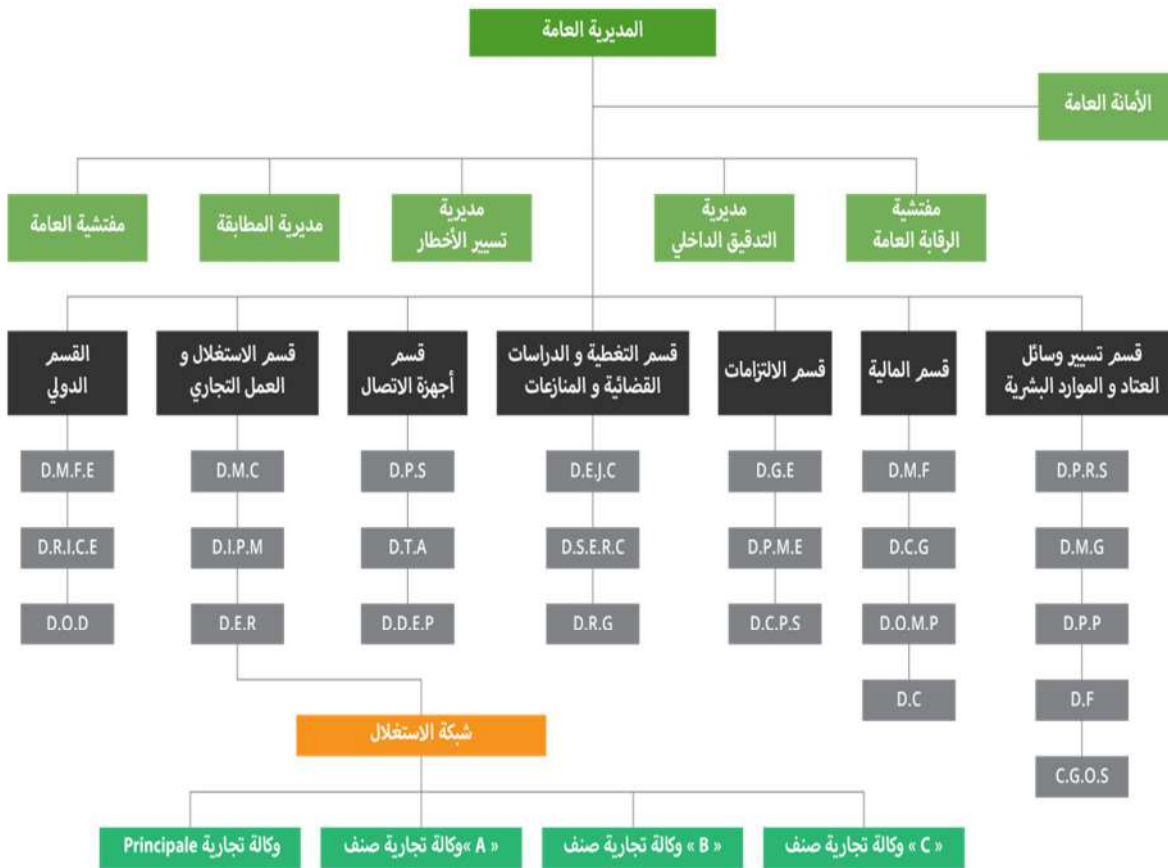 المديرية العامة
الأمانة العامة
مفتشية
الرقابة العامة
مديرية
التدقيق الداخلي
مديرية
تسيير الأخطار
مديرية المطابقة
مفتشية العامة
قسم تسيير وسائل
العتاد و الموارد البشرية
قسم المالية
قسم الالتزامات
قسم التغطية و الدراسات
القضائية و المنازعات
قسم
أجهزة الاتصال
قسم الاستغلال و
العمل التجاري
القسم
الدولي
D.P.R.S
D.M.G
D.P.P
D.F
C.G.O.S
D.M.F
D.C.G
D.O.M.P
D.C
D.G.E
D.P.M.E
D.C.P.S
D.E.J.C
D.S.E.R.C
D.R.G
D.P.S
D.T.A
D.D.E.P
D.M.C
D.I.P.M
D.E.R
D.M.F.E
D.R.I.C.E
D.O.D
شبكة الاستغلال
« C » وكالة تجارية صنف
« B » وكالة تجارية صنف
« A »وكالة تجارية صنف
وكالة تجارية Principale